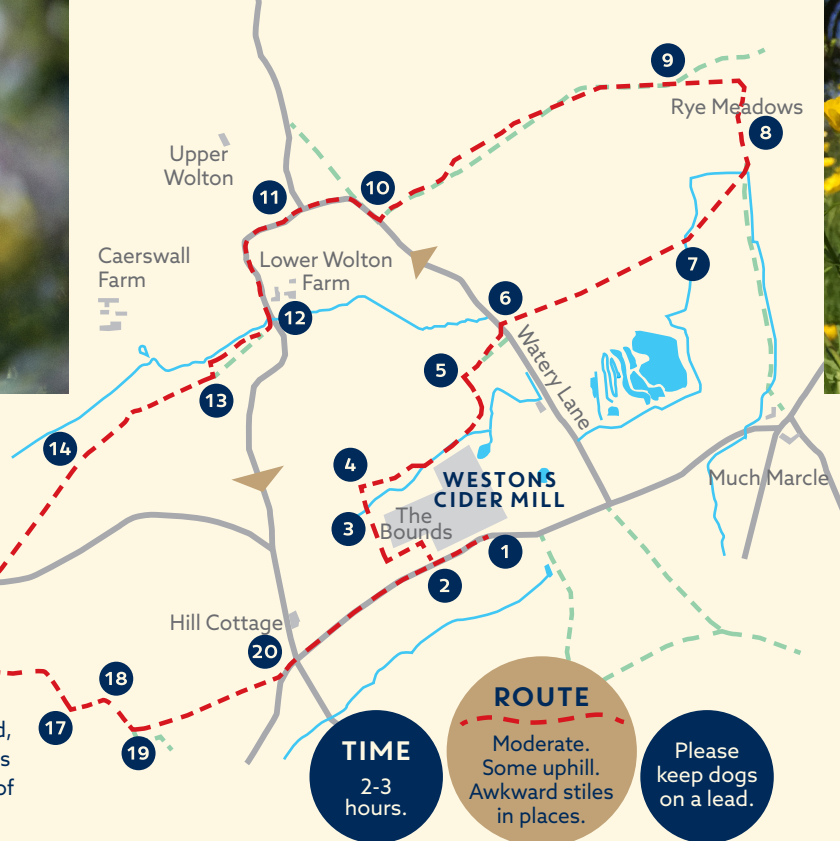 9
Rye Meadows
8
Upper
Wolton
11
10
Caerswall
Farm
Lower Wolton
Farm
7
6
12
Watery Lane
5
13
14
4
WESTONS
CIDER MILL
Much Marcle
The
Bounds
3
1
2
Hill Cottage
20
18
17
19
d,
s
of
ROUTE
Moderate.
Some uphill.
Awkward stiles
in places.
TIME
2-3
hours.
Please
keep dogs
on a lead.